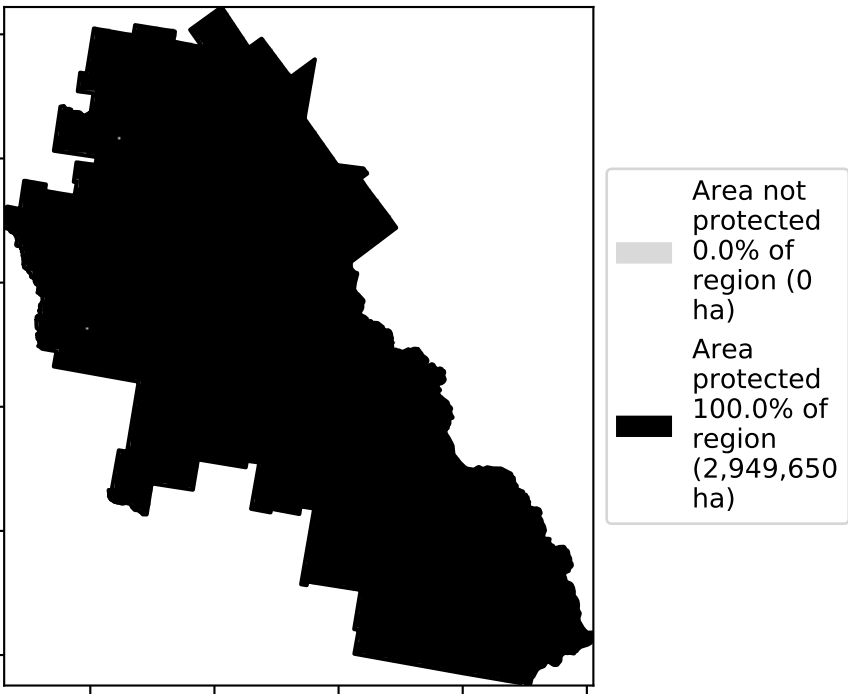 Area not
protected
0.0% of
region (0
ha)
Area
protected
100.0% of
region
(2,949,650
ha)